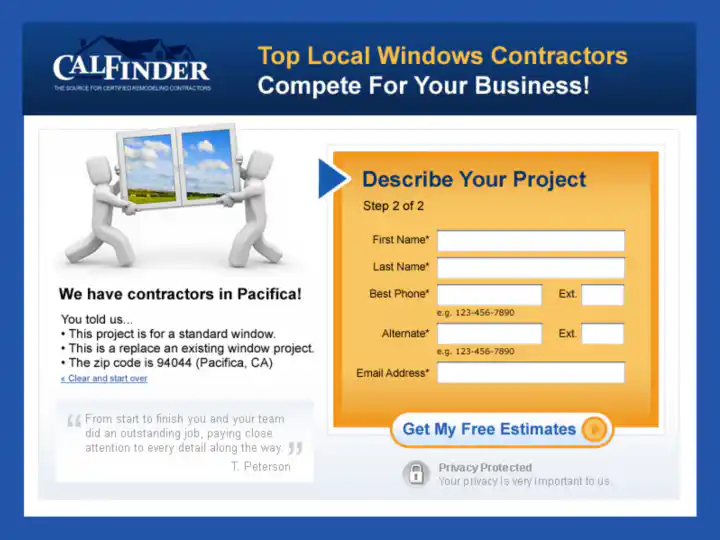 CALFINDER
THE SOURCE FOR CERTIFIED REMODELING CONTRACTORS
Top Local Windows Contractors
Compete For Your Business!
We have contractors in Pacifica!
You told us...
• This project is for a standard window.
• This is a replace an existing window project.
• The zip code is 94044 (Pacifica, CA)
« Clear and start over
“ From start to finish you and your team
did an outstanding job, paying close
attention to every detail along the way. ”
T. Peterson
Describe Your Project
Step 2 of 2
First Name*
Last Name*
Best Phone* Ext.
e.g. 123-456-7890
Alternate* Ext.
e.g. 123-456-7890
Email Address*
Get My Free Estimates
Privacy Protected
Your privacy is very important to us.